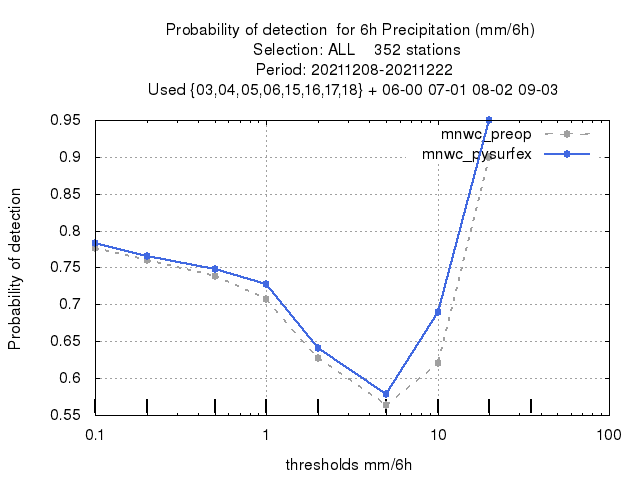 Probability of detection  for 6h Precipitation (mm/6h)
Selection: ALL    352 stations
Period: 20211208-20211222
Used {03,04,05,06,15,16,17,18} + 06-00 07-01 08-02 09-03
mnwc_preop
mnwc_pysurfex
Probability of detection
0.95
0.9
0.85
0.8
0.75
0.7
0.65
0.6
0.55
0.1 1 10 100
thresholds mm/6h